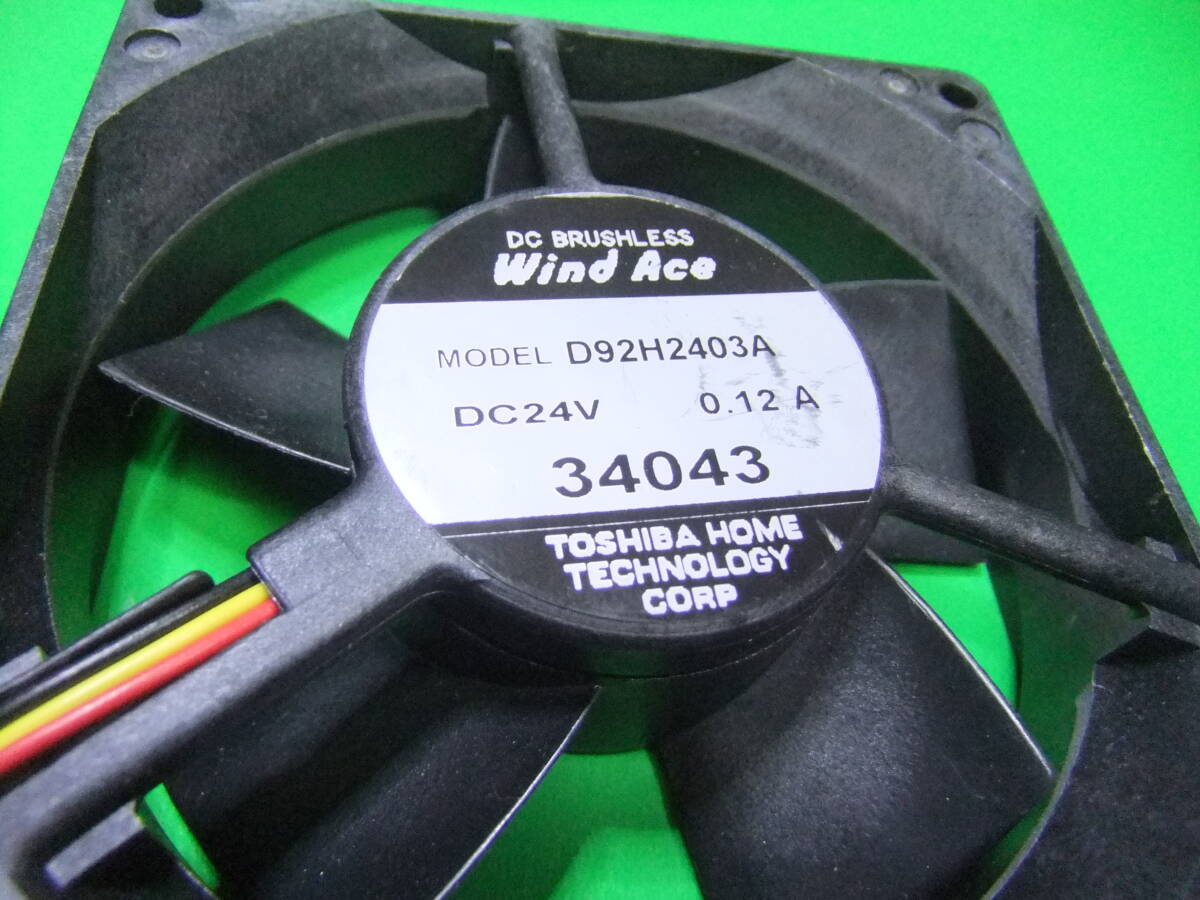 DC BRUSHLESS
Wind Ace
MODEL D92H2403A
DC24V 0.12 A
34043
TOSHIBA HOME
TECHNOLOGY
CORP